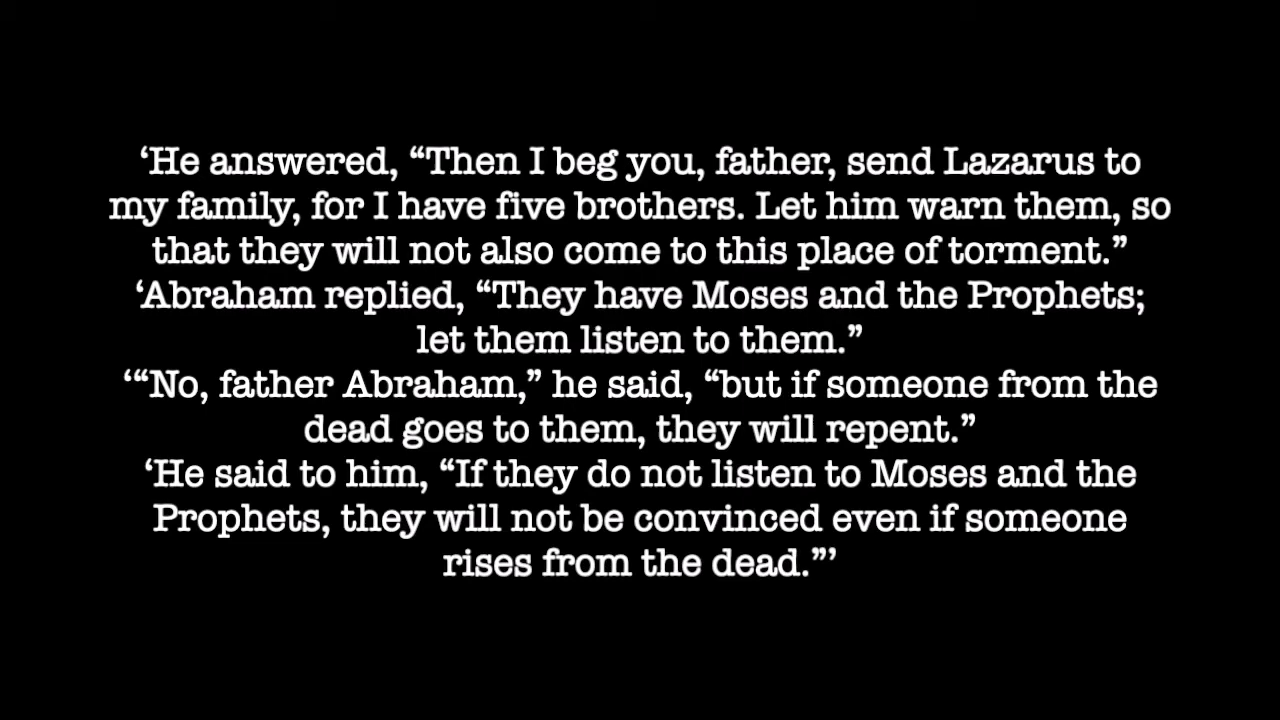 ‘He answered, “Then I beg you, father, send Lazarus to
my family, for I have five brothers. Let him warn them, so
that they will not also come to this place of torment.”
‘Abraham replied, “They have Moses and the Prophets;
let them listen to them.”
‘“No, father Abraham,” he said, “but if someone from the
dead goes to them, they will repent.”
‘He said to him, “If they do not listen to Moses and the
Prophets, they will not be convinced even if someone
rises from the dead.”’